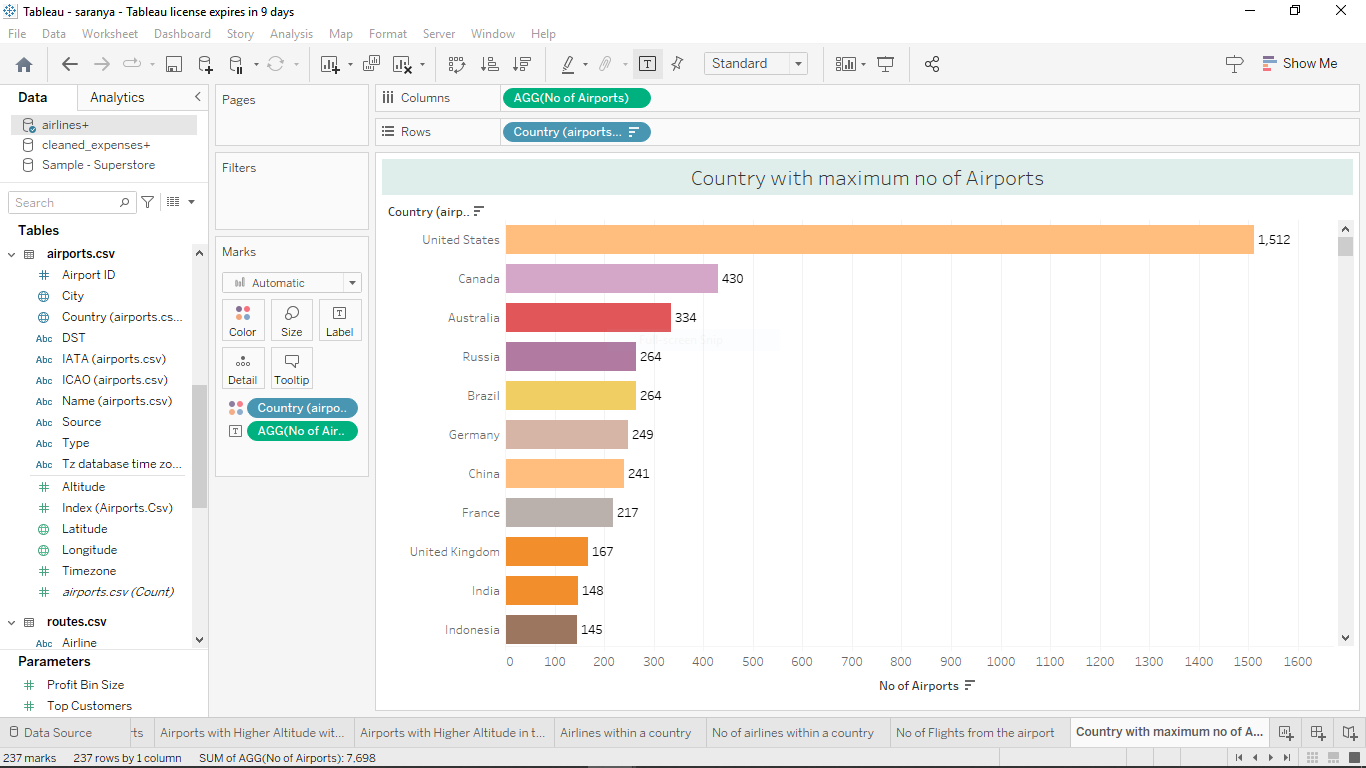 Tableau - saranya - Tableau license expires in 9 days
File Data Worksheet Dashboard Story Analysis Map Format Server Window Help
Standard
Show Me
Data Analytics
airlines+
cleaned_expenses+
Sample - Superstore
Search
Tables
airports.csv
Airport ID
City
Country (airports.cs...
Abc DST
Abc IATA (airports.csv)
Abc ICAO (airports.csv)
Abc Name (airports.csv)
Abc Source
Abc Type
Abc Tz database time zo...
Altitude
Index (Airports.Csv)
Latitude
Longitude
Timezone
airports.csv (Count)
routes.csv
Abc Airline
Parameters
Profit Bin Size
Top Customers
Pages
Filters
Marks
Automatic
Color Size Label
Detail Tooltip
Country (airpo..
AGG(No of Air..
Columns AGG(No of Airports)
Rows Country (airports...
Country with maximum no of Airports
Country (airp..
United States 1,512
Canada 430
Australia 334
Russia 264
Brazil 264
Germany 249
China 241
France 217
United Kingdom 167
India 148
Indonesia 145
0 100 200 300 400 500 600 700 800 900 1000 1100 1200 1300 1400 1500 1600
No of Airports
Data Source ts Airports with Higher Altitude wit... Airports with Higher Altitude in t... Airlines within a country No of airlines within a country No of Flights from the airport Country with maximum no of A...
237 marks 237 rows by 1 column SUM of AGG(No of Airports): 7,698